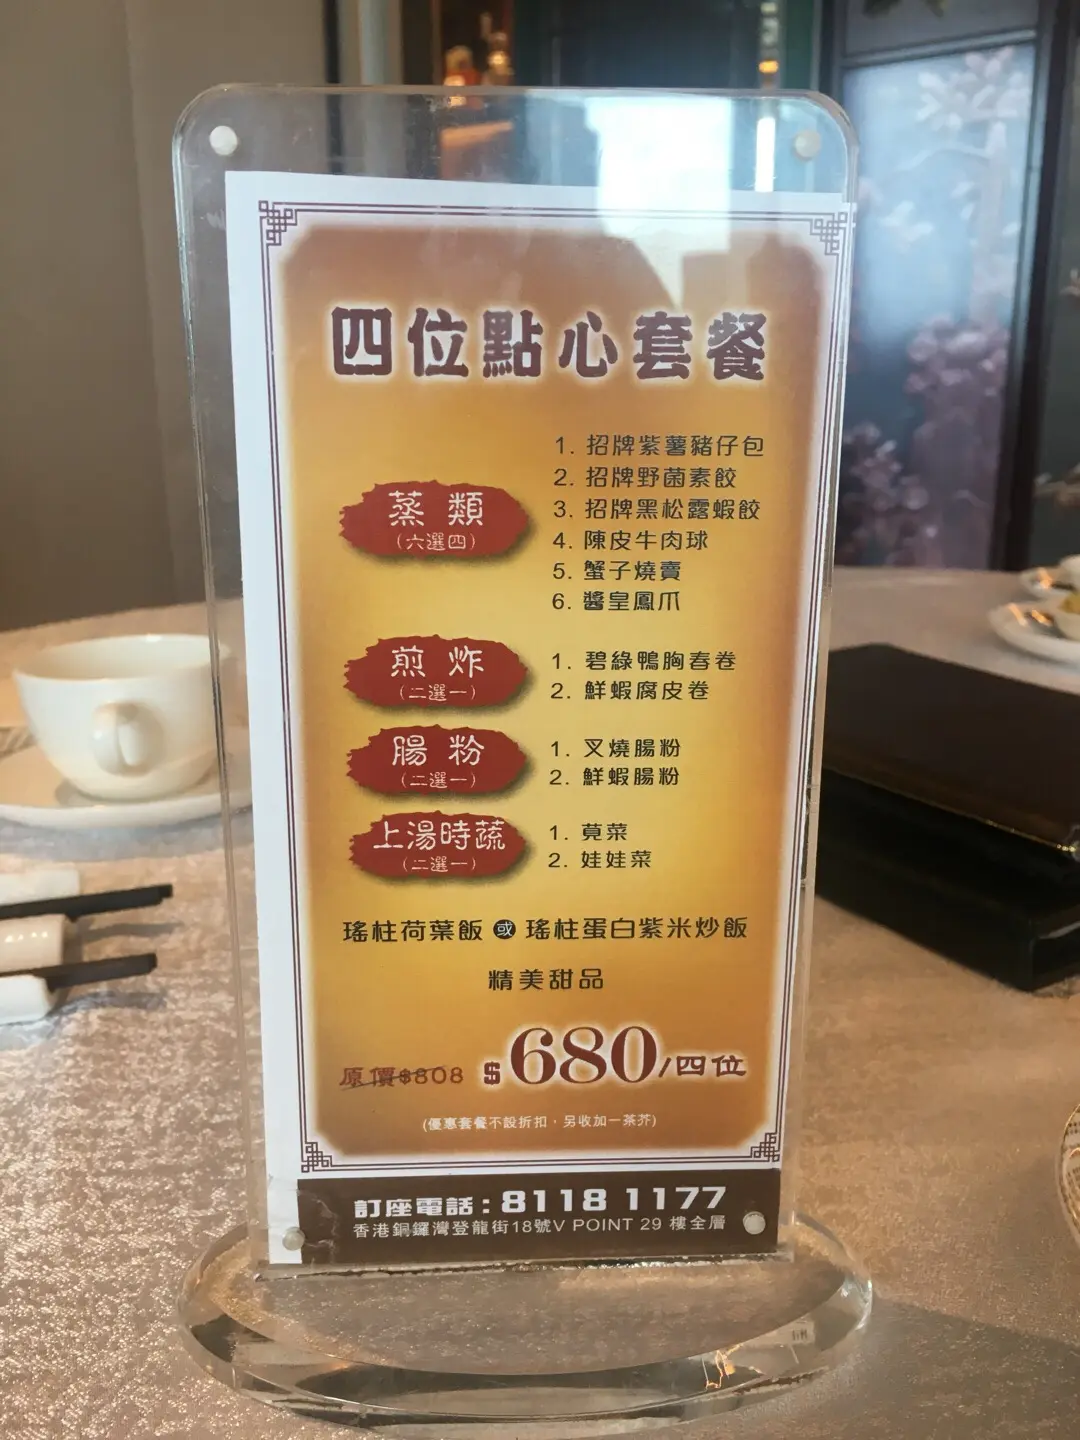 四位點心套餐
蒸類
(六選四)
1. 招牌紫薯豬仔包
2. 招牌野菌素餃
3. 招牌黑松露蝦餃
4. 陳皮牛肉球
5. 蟹子燒賣
6. 醬皇鳳爪
煎炸
(二選一)
1. 碧綠鴨胸春卷
2. 鮮蝦腐皮卷
腸粉
(二選一)
1. 叉燒腸粉
2. 鮮蝦腸粉
上湯時蔬
(二選一)
1. 莧菜
2. 娃娃菜
瑤柱荷葉飯 或 瑤柱蛋白紫米炒飯
精美甜品
原價$808 $680/四位
(優惠套餐不設折扣，另收加一茶芥)
訂座電話：8118 1177
香港銅鑼灣登龍街18號V POINT 29 樓全層